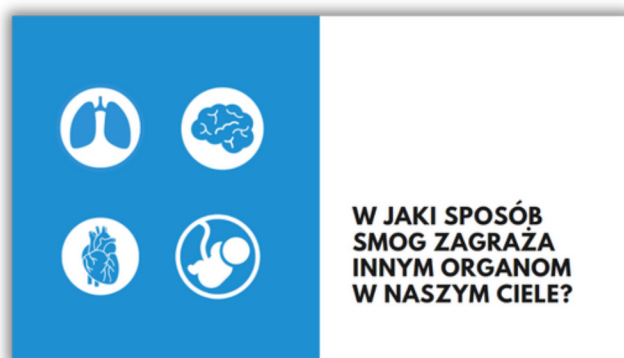 W JAKI SPOSÓB
SMOG ZAGRAŻA
INNYM ORGANOM
W NASZYM CIELE?